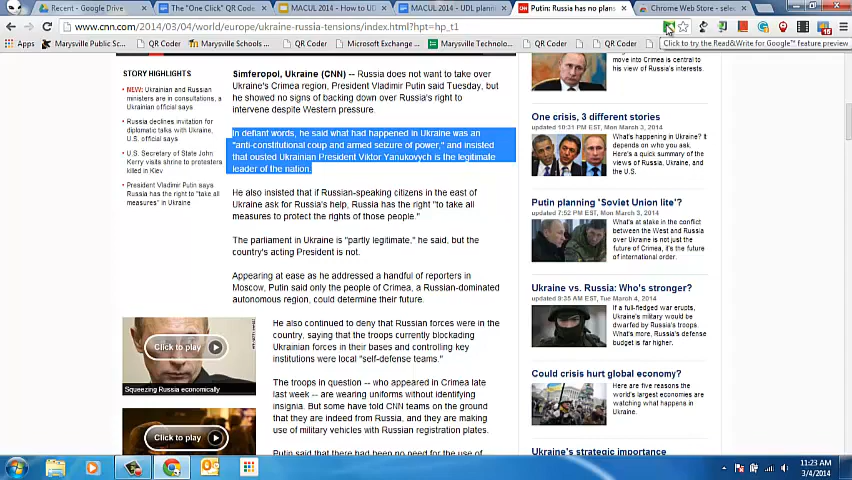 Recent - Google Drive
The "One Click" QR Code
MACUL 2014 - How to UD
MACUL 2014 - UDL plann
Putin: Russia has no plans
Chrome Web Store - select
www.cnn.com/2014/03/04/world/europe/ukraine-russia-tensions/index.html?hpt=hp_t1
Apps
Marysville Public Sch
QR Coder
Marysville Public Sch
QR Coder
Marysville Technolo
QR Coder
QR Coder
Click to try the Read&Write for Google™ feature preview
STORY HIGHLIGHTS
NEW: Ukrainian and Russian
ministers are in consultations, a
Ukrainian official says
Russia declines invitation for
diplomatic talks with Ukraine,
U.S. official says
U.S. Secretary of State John
Kerry visits shrine to protesters
killed in Kiev
President Vladimir Putin says
Russia has the right to "take all
measures" in Ukraine
Simferopol, Ukraine (CNN) -- Russia does not want to take over
Ukraine's Crimea region, President Vladimir Putin said Tuesday, but
he showed no signs of backing down over Russia's right to
intervene despite Western pressure.
In defiant words, he said what had happened in Ukraine was an
"anti-constitutional coup and armed seizure of power," and insisted
that ousted Ukrainian President Viktor Yanukovych is the legitimate
leader of the nation.
He also insisted that if Russian-speaking citizens in the east of
Ukraine ask for Russia's help, Russia has the right "to take all
measures to protect the rights of those people."
The parliament in Ukraine is "partly legitimate," he said, but the
country's acting President is not.
Appearing at ease as he addressed a handful of reporters in
Moscow, Putin said only the people of Crimea, a Russian-dominated
autonomous region, could determine their future.
He also continued to deny that Russian forces were in the
country, saying that the troops currently blockading
Ukrainian forces in their bases and controlling key
institutions were local "self-defense teams."
The troops in question -- who appeared in Crimea late
last week -- are wearing uniforms without identifying
insignia. But some have told CNN teams on the ground
that they are indeed from Russia, and they are making
use of military vehicles with Russian registration plates.
Putin said that there had been no need for the use of
Click to play
Squeezing Russia economically
Click to play
move into Crimea is central to
his view of Russia's interests.
One crisis, 3 different stories
updated 10:31 PM EST, Mon March 3, 2014
What's happening in Ukraine? It
depends on who you ask.
Here's a quick summary of the
views of Russia, Ukraine, and
the U.S.
Putin planning 'Soviet Union lite'?
updated 7:52 PM EST, Mon March 3, 2014
What's at stake in the conflict
between the West and Russia
over Ukraine is not just the
future of Crimea, it's the future
of international order.
Ukraine vs. Russia: Who's stronger?
updated 9:35 AM EST, Tue March 4, 2014
If a full-fledged war erupts,
Ukraine's military would be
dwarfed by Russia's troops.
What's more, Russia's defense
budget is far higher.
Could crisis hurt global economy?
Here are five reasons the
world's largest economies are
watching what happens in
Ukraine.
Ukraine's strategic importance
11:23 AM
3/4/2014